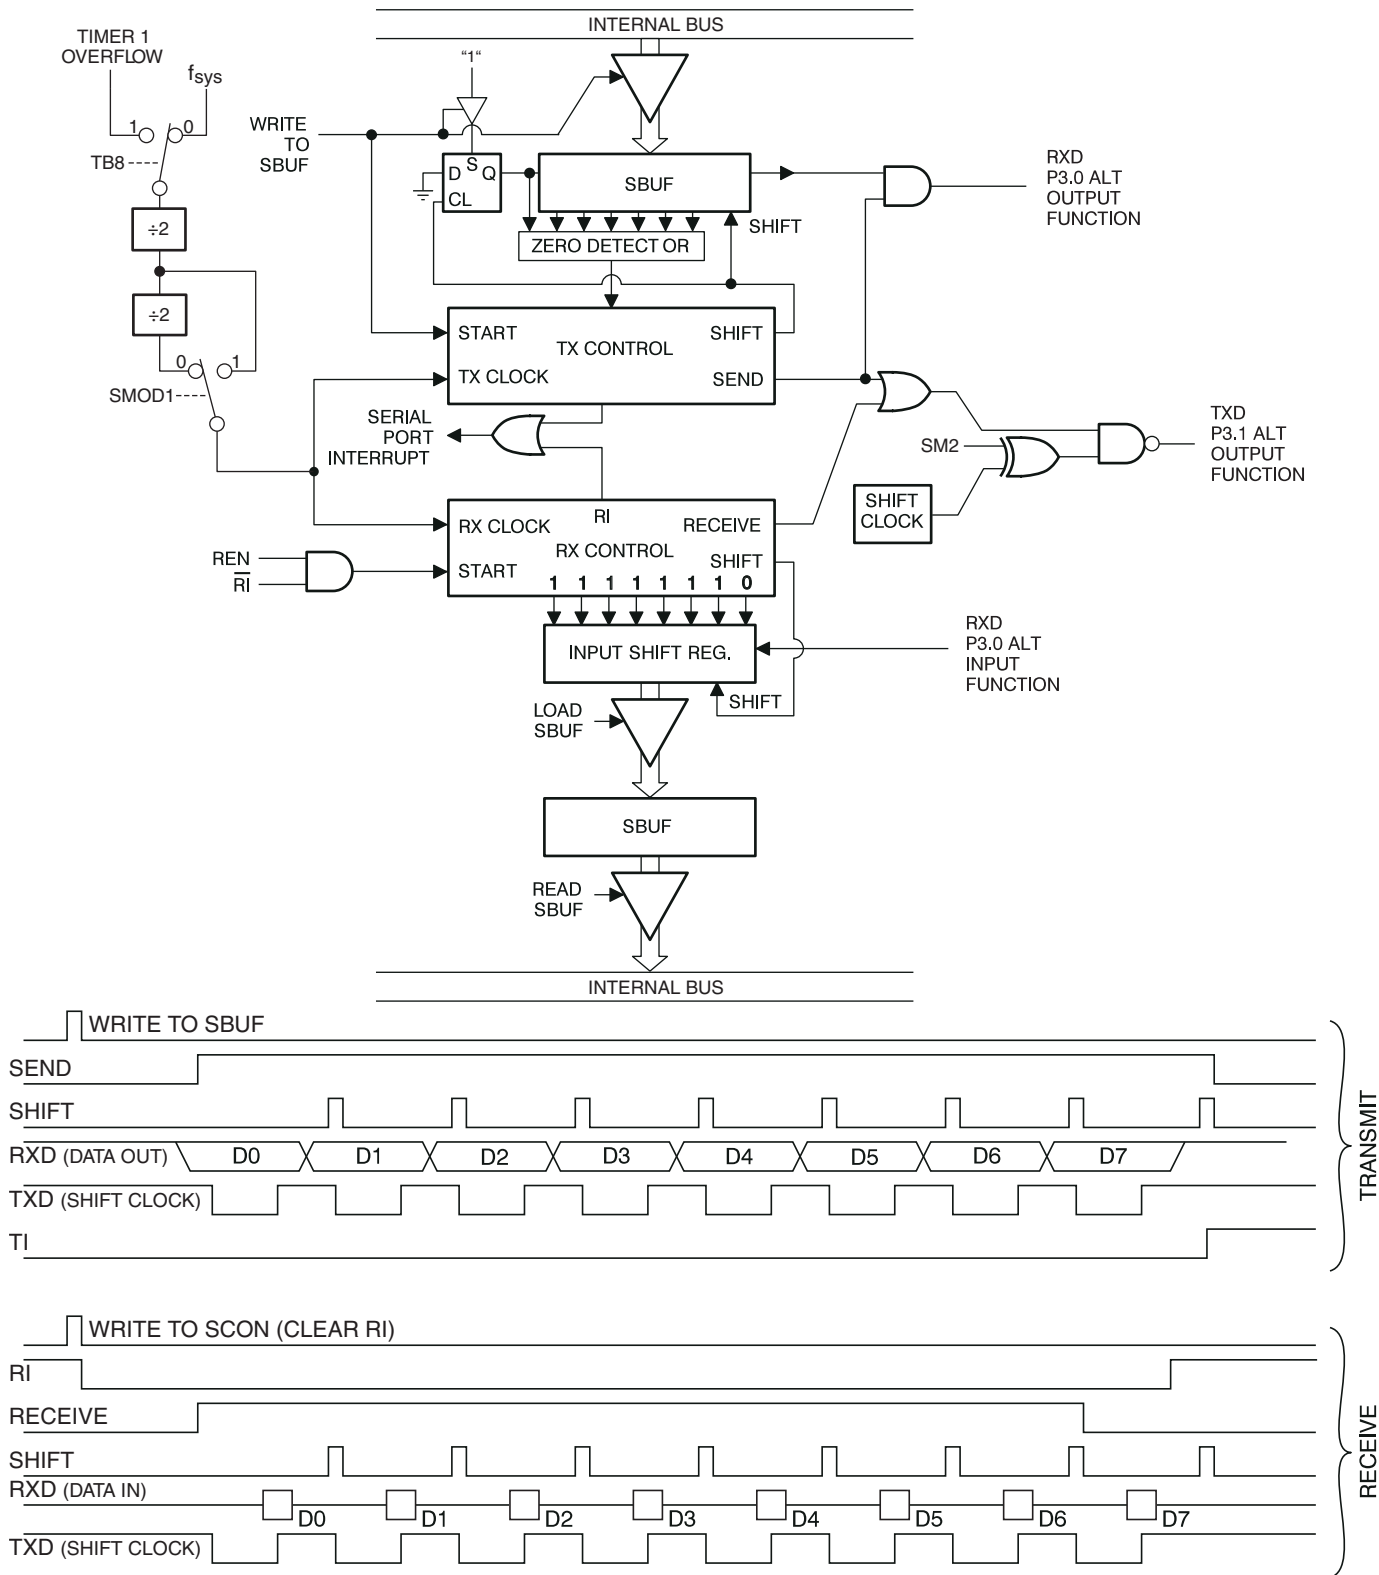 INTERNAL BUS
TIMER 1
OVERFLOW
fsys
"1"
1
0
TB8
WRITE
TO
SBUF
D
S
Q
CL
SBUF
SHIFT
ZERO DETECT OR
RXD
P3.0 ALT
OUTPUT
FUNCTION
÷2
÷2
0
1
SMOD1
START
SHIFT
TX CONTROL
TX CLOCK
SEND
SERIAL
PORT
INTERRUPT
SM2
TXD
P3.1 ALT
OUTPUT
FUNCTION
SHIFT
CLOCK
RX CLOCK
RI
RECEIVE
RX CONTROL
SHIFT
START
1 1 1 1 1 1 1 0
REN
RI
INPUT SHIFT REG.
RXD
P3.0 ALT
INPUT
FUNCTION
SHIFT
LOAD
SBUF
SBUF
READ
SBUF
INTERNAL BUS
WRITE TO SBUF
SEND
SHIFT
RXD (DATA OUT) D0 D1 D2 D3 D4 D5 D6 D7
TXD (SHIFT CLOCK)
TI
TRANSMIT
WRITE TO SCON (CLEAR RI)
RI
RECEIVE
SHIFT
RXD (DATA IN)
D0 D1 D2 D3 D4 D5 D6 D7
TXD (SHIFT CLOCK)
RECEIVE